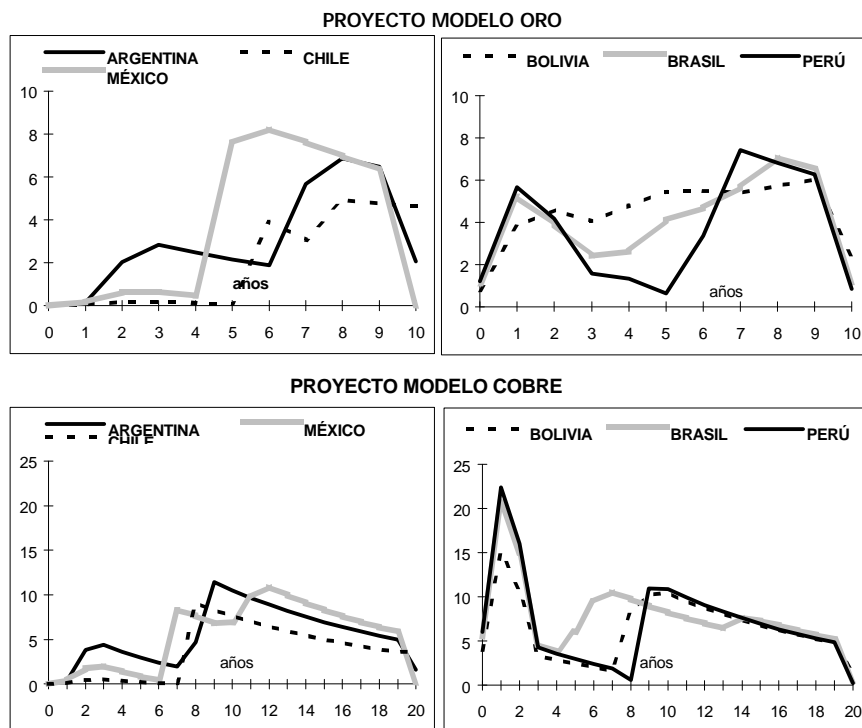 PROYECTO MODELO ORO
ARGENTINA CHILE
MÉXICO
10
8
6
4
2
0
años
0 1 2 3 4 5 6 7 8 9 10
BOLIVIA BRASIL PERÚ
10
8
6
4
2
0
años
0 1 2 3 4 5 6 7 8 9 10
PROYECTO MODELO COBRE
ARGENTINA MÉXICO
CHILE
25
20
15
10
5
0
años
0 2 4 6 8 10 12 14 16 18 20
BOLIVIA BRASIL PERÚ
25
20
15
10
5
0
años
0 2 4 6 8 10 12 14 16 18 20